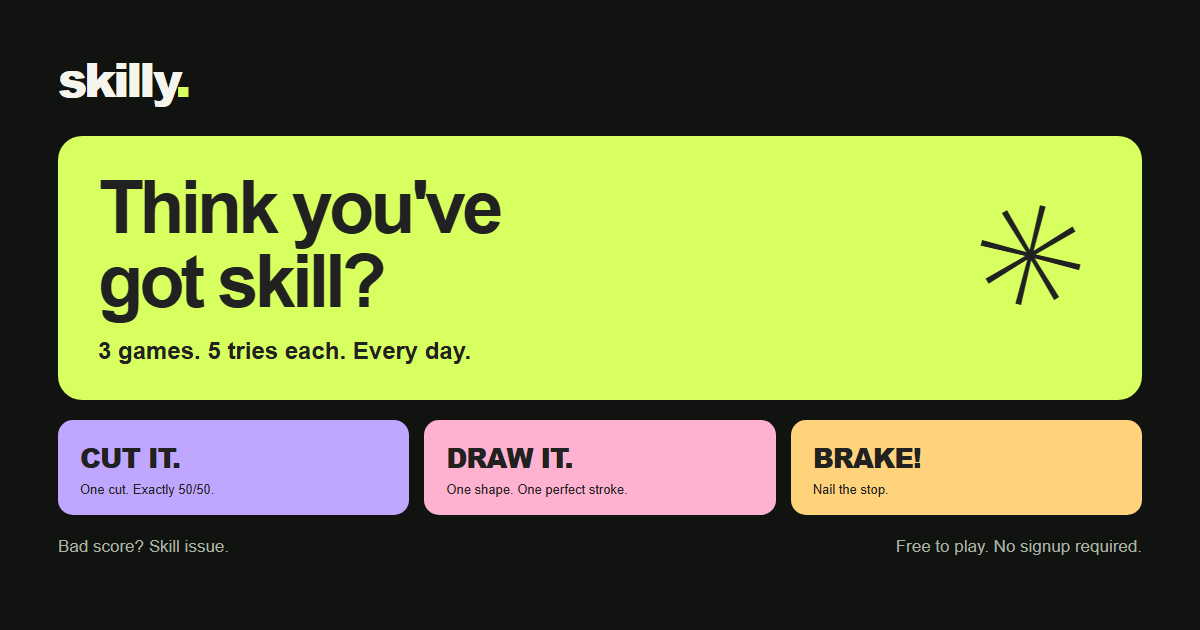 skilly.
Think you've
got skill?
3 games. 5 tries each. Every day.
CUT IT.
One cut. Exactly 50/50.
DRAW IT.
One shape. One perfect stroke.
BRAKE!
Nail the stop.
Bad score? Skill issue.
Free to play. No signup required.